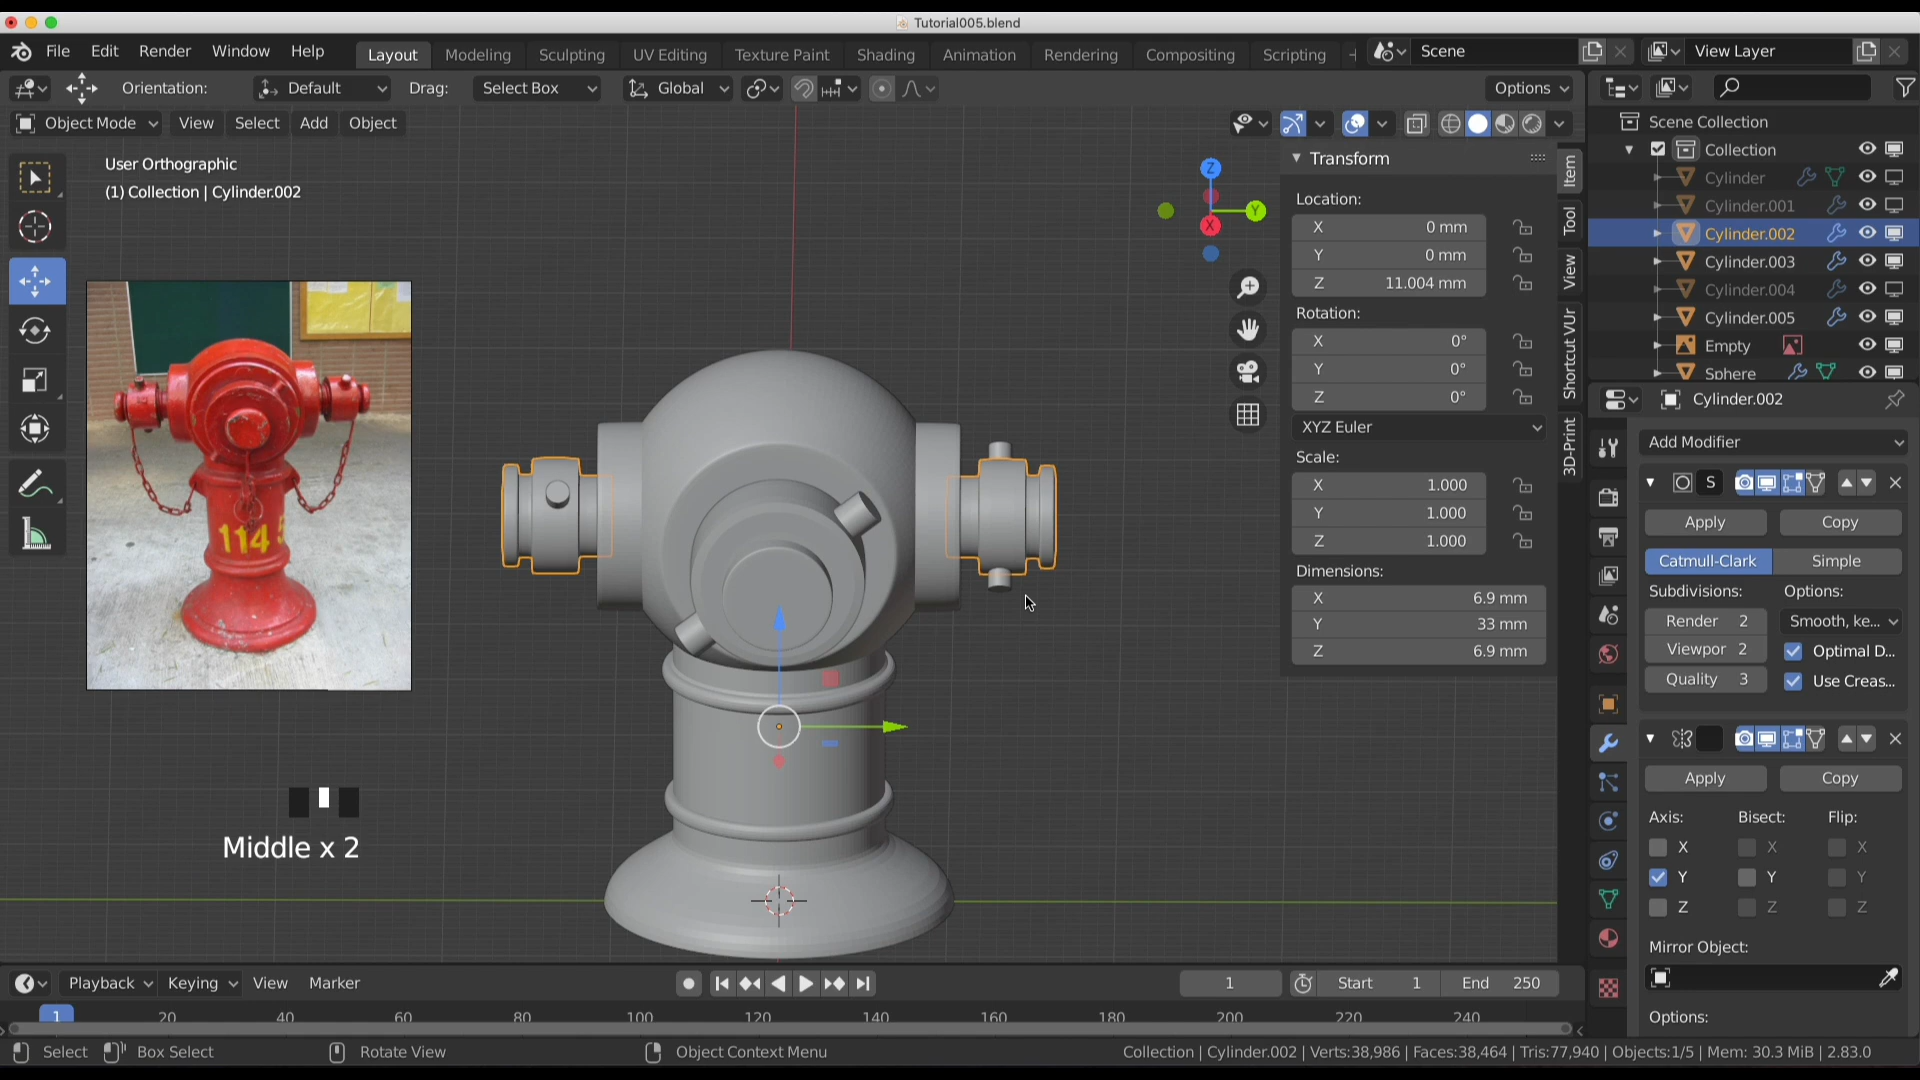 Tutorial005.blend
File Edit Render Window Help
Layout Modeling Sculpting UV Editing Texture Paint Shading Animation Rendering Compositing Scripting
Scene
View Layer
Orientation: Default Drag: Select Box Global Options
Object Mode View Select Add Object
User Orthographic
(1) Collection | Cylinder.002
114
Z
Y
X
Transform
Location:
X 0 mm
Y 0 mm
Z 11.004 mm
Rotation:
X 0°
Y 0°
Z 0°
XYZ Euler
Scale:
X 1.000
Y 1.000
Z 1.000
Dimensions:
X 6.9 mm
Y 33 mm
Z 6.9 mm
Item
Tool
View
Shortcut VUr
3D-Print
Scene Collection
Collection
Cylinder
Cylinder.001
Cylinder.002
Cylinder.003
Cylinder.004
Cylinder.005
Empty
Sphere
Cylinder.002
Add Modifier
S
Apply Copy
Catmull-Clark Simple
Subdivisions: Options:
Render 2 Smooth, ke...
Viewpor 2 Optimal D...
Quality 3 Use Creas...
Apply Copy
Axis: Bisect: Flip:
X X X
Y Y Y
Z Z Z
Mirror Object:
Options:
Middle x 2
Playback Keying View Marker
1 Start 1 End 250
1 20 40 60 80 100 120 140 160 180 200 220 240
Select Box Select Rotate View Object Context Menu
Collection | Cylinder.002 | Verts:38,986 | Faces:38,464 | Tris:77,940 | Objects:1/5 | Mem: 30.3 MiB | 2.83.0